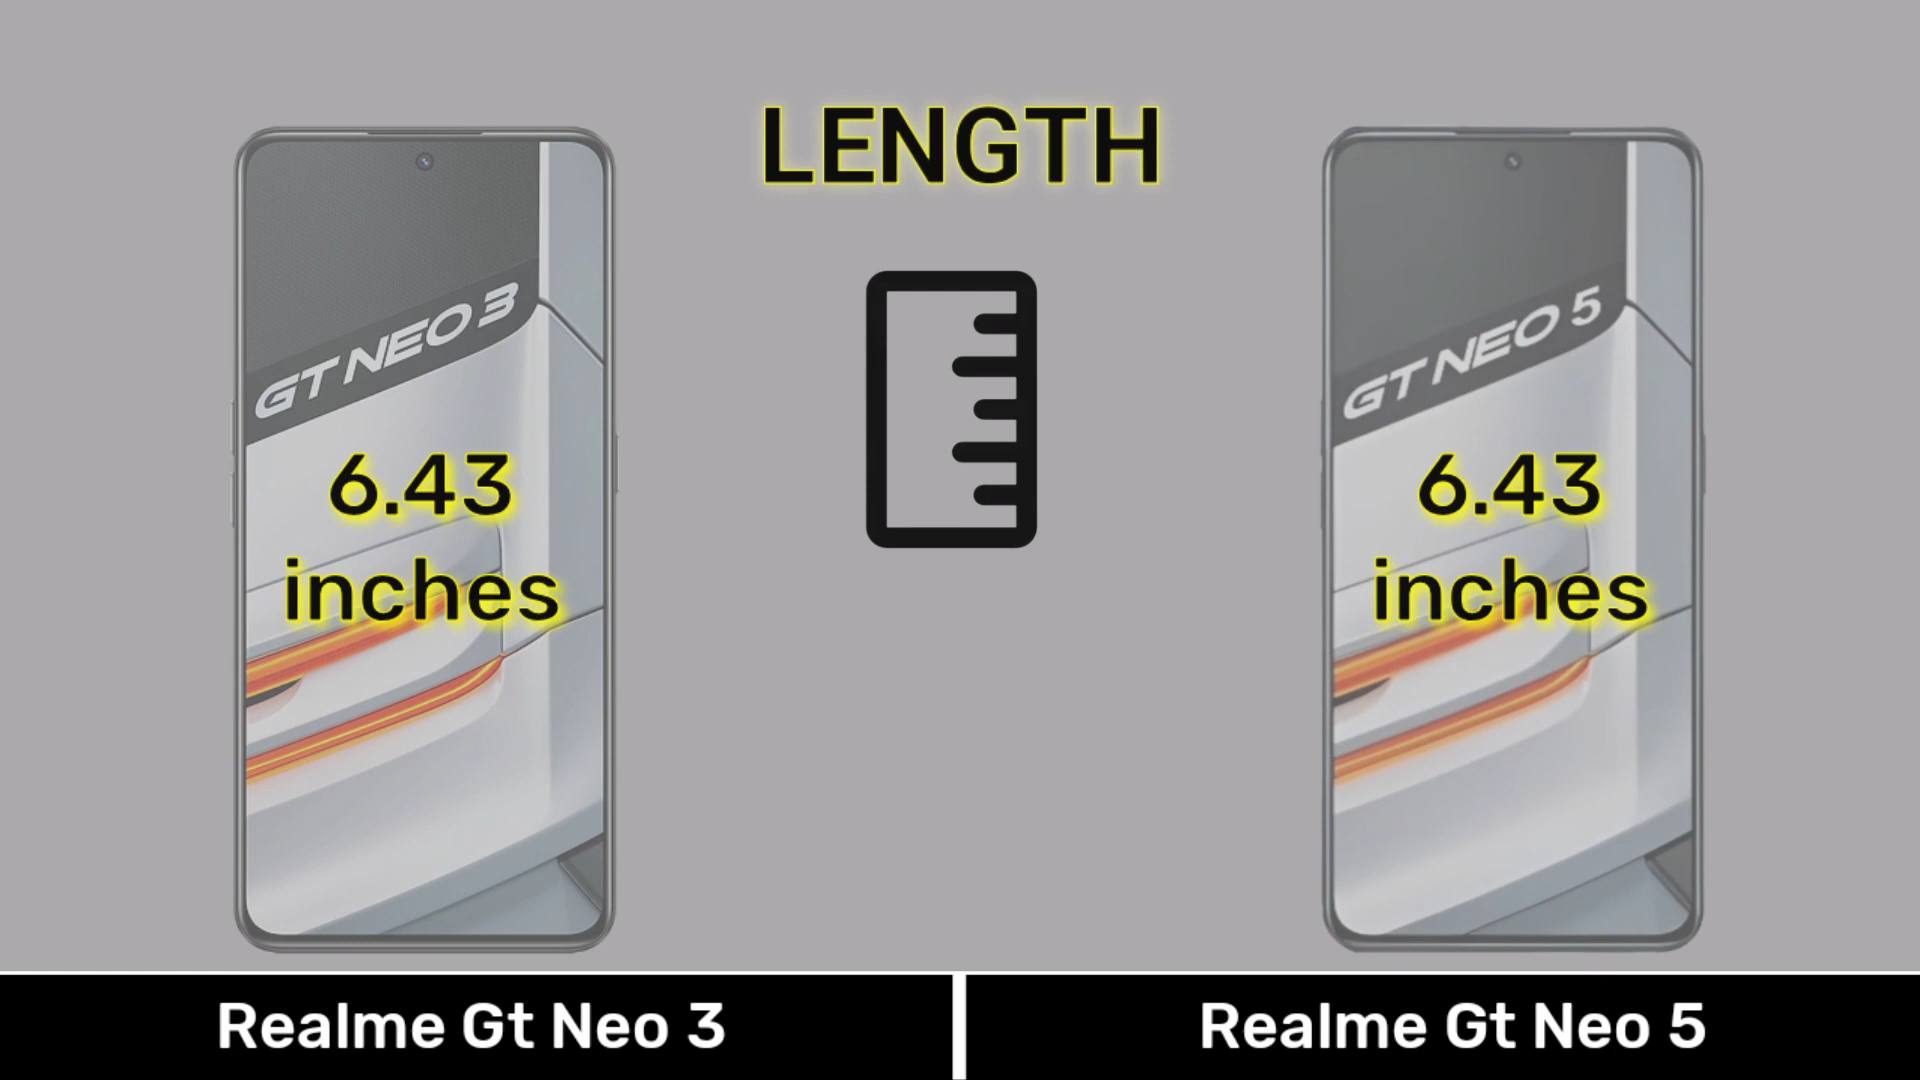 LENGTH
GT NEO 3
6.43
inches
GT NEO 5
6.43
inches
Realme Gt Neo 3
Realme Gt Neo 5